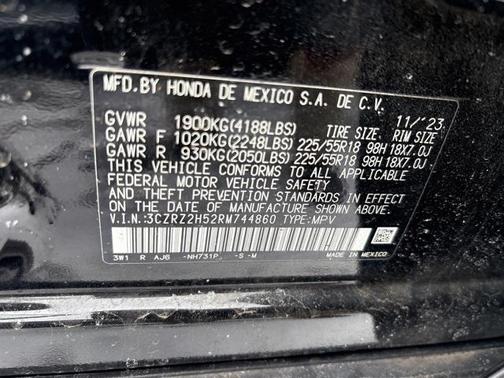 MFD.BY HONDA DE MEXICO S.A. DE C.V.
11/'23
GVWR 1900KG(4188LBS) TIRE SIZE RIM SIZE
GAWR F 1020KG(2248LBS) 225/55R18 98H 18X7.0J
GAWR R 930KG(2050LBS) 225/55R18 98H 18X7.0J
THIS VEHICLE CONFORMS TO ALL APPLICABLE
FEDERAL MOTOR VEHICLE SAFETY
AND THEFT PREVENTION STANDARDS IN EFFECT
ON THE DATE OF MANUFACTURE SHOWN ABOVE.
V.I.N.:3CZRZ2H52RM744860 TYPE:MPV
3W1 R AJ6 -NH731P -S -M MADE IN MEXICO